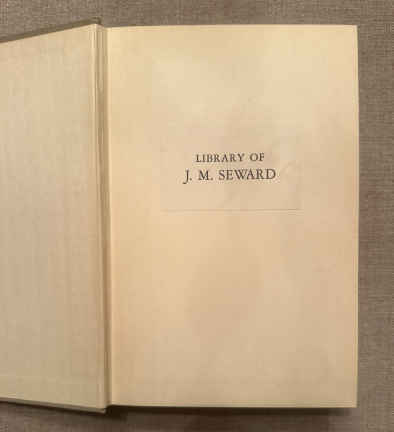 LIBRARY OF
J. M. SEWARD